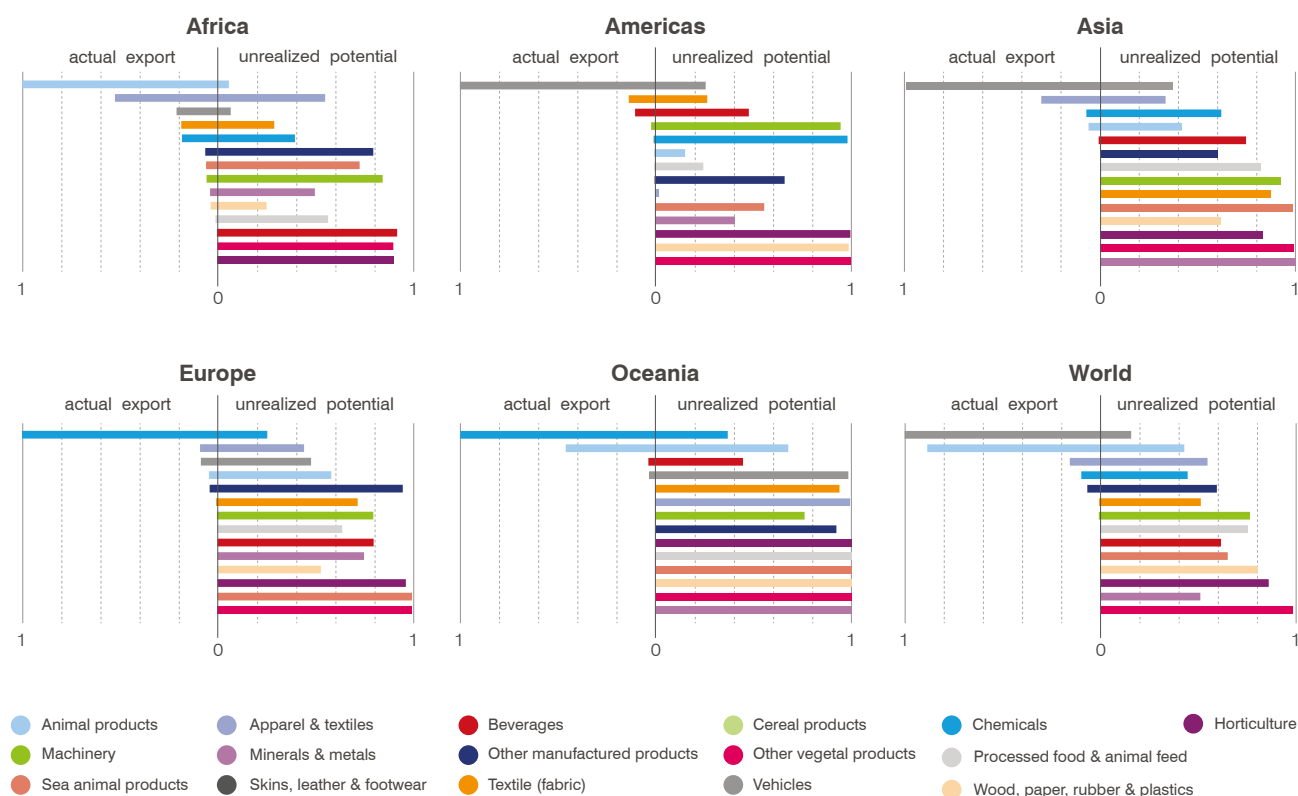 Africa
actual export unrealized potential
1 0 1
Americas
actual export unrealized potential
1 0 1
Asia
actual export unrealized potential
1 0 1
Europe
actual export unrealized potential
1 0 1
Oceania
actual export unrealized potential
1 0 1
World
actual export unrealized potential
1 0 1
Animal products
Machinery
Sea animal products
Apparel & textiles
Minerals & metals
Skins, leather & footwear
Beverages
Other manufactured products
Textile (fabric)
Cereal products
Other vegetal products
Vehicles
Chemicals
Processed food & animal feed
Wood, paper, rubber & plastics
Horticulture